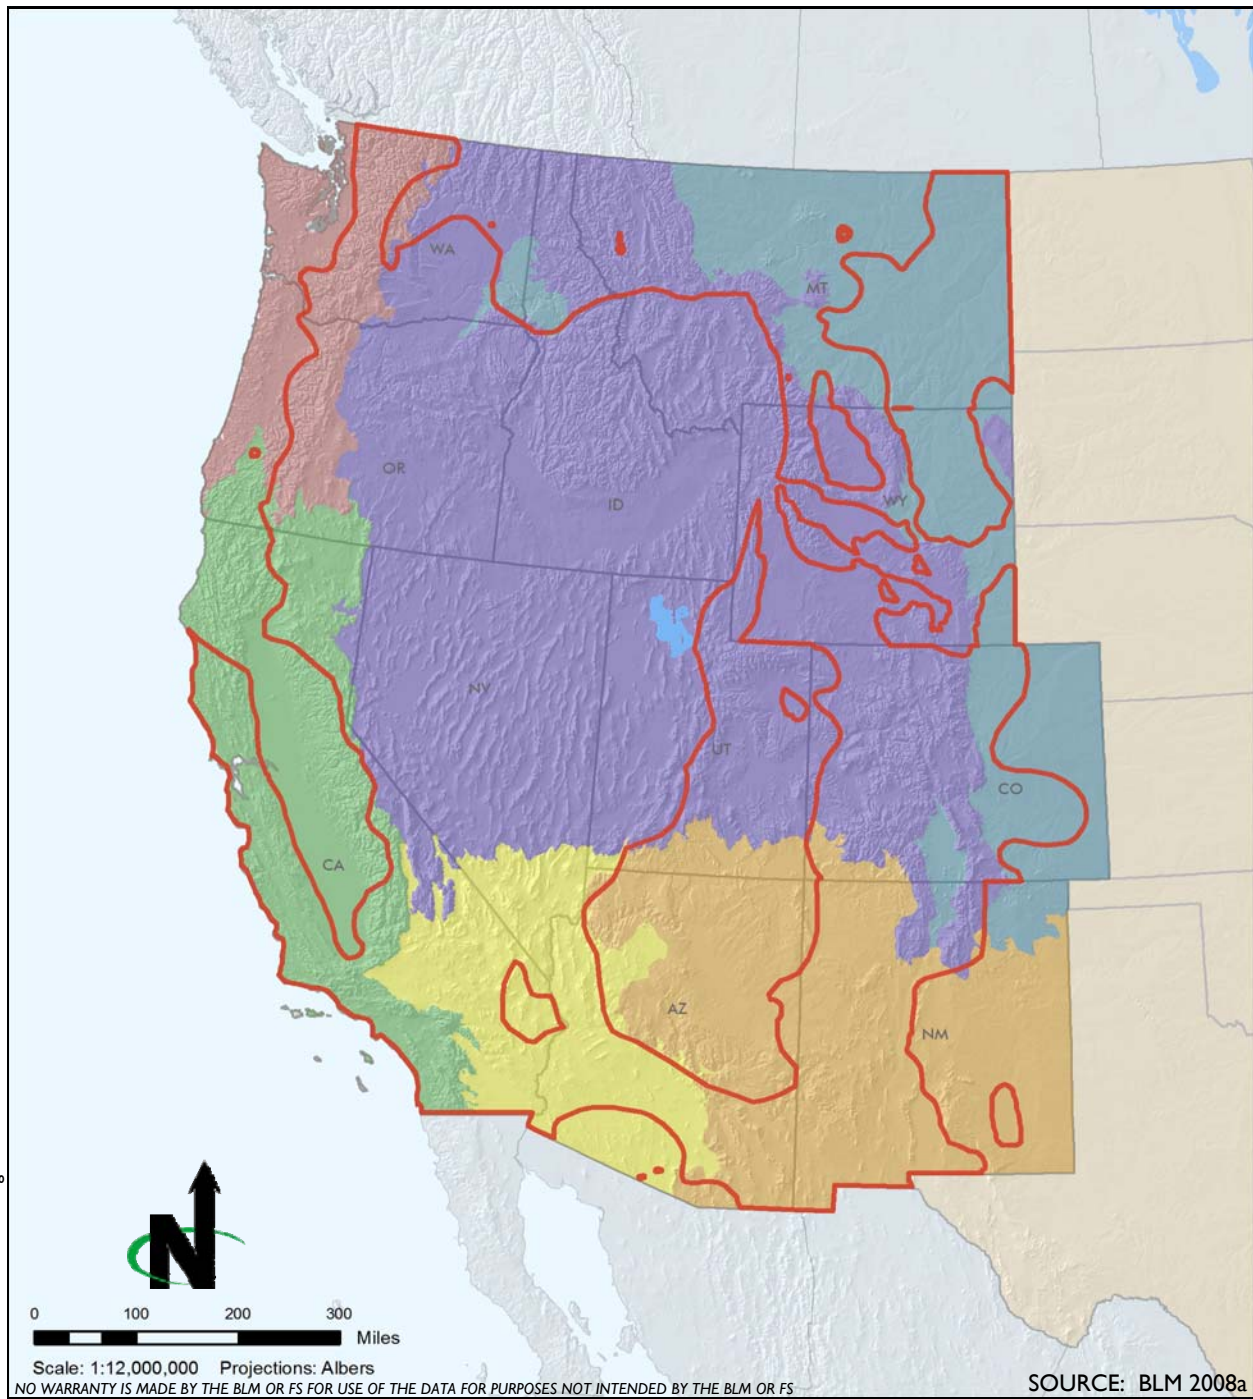 WA
MT
OR
ID
WY
NV
UT
CO
CA
AZ
NM
N
0 100 200 300
Miles
Scale: 1:12,000,000 Projections: Albers
NO WARRANTY IS MADE BY THE BLM OR FS FOR USE OF THE DATA FOR PURPOSES NOT INTENDED BY THE BLM OR FS
SOURCE: BLM 2008a